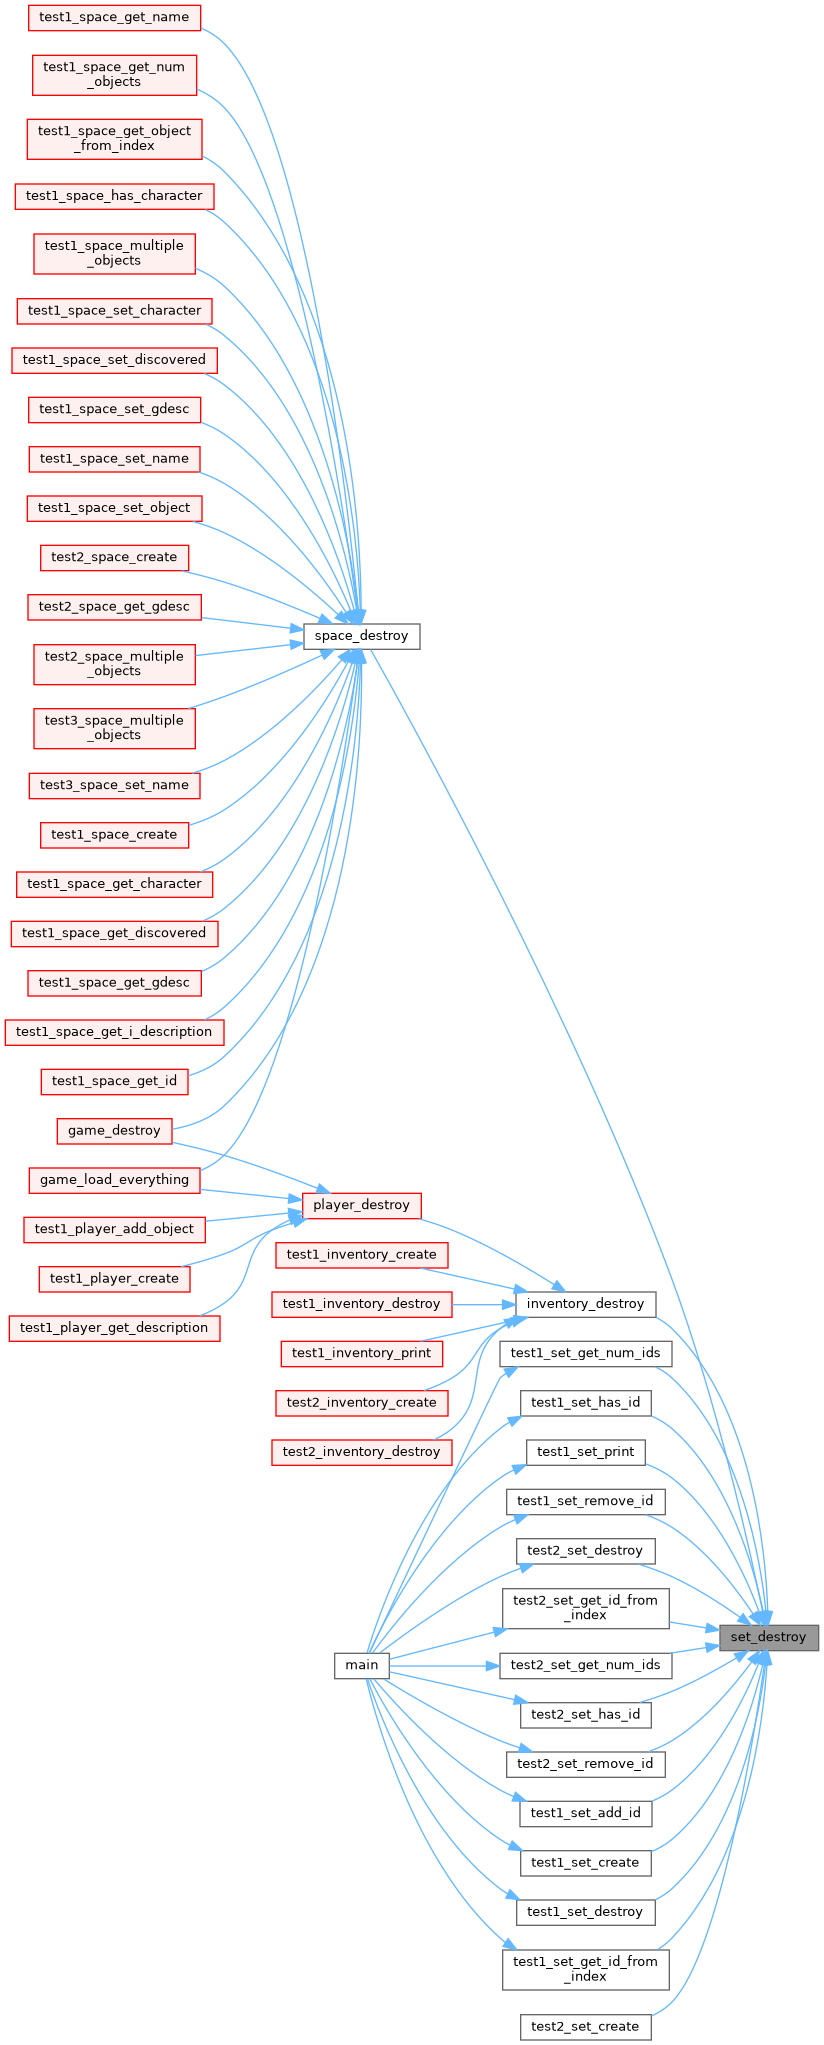 test1_space_get_name
test1_space_get_num
_objects
test1_space_get_object
_from_index
test1_space_has_character
test1_space_multiple
_objects
test1_space_set_character
test1_space_set_discovered
test1_space_set_gdesc
test1_space_set_name
test1_space_set_object
test2_space_create
test2_space_get_gdesc
space_destroy
test2_space_multiple
_objects
test3_space_multiple
_objects
test3_space_set_name
test1_space_create
test1_space_get_character
test1_space_get_discovered
test1_space_get_gdesc
test1_space_get_i_description
test1_space_get_id
game_destroy
game_load_everything
player_destroy
test1_player_add_object
test1_inventory_create
test1_player_create
test1_inventory_destroy
inventory_destroy
test1_player_get_description
test1_inventory_print
test1_set_get_num_ids
test2_inventory_create
test1_set_has_id
test2_inventory_destroy
test1_set_print
test1_set_remove_id
test2_set_destroy
test2_set_get_id_from
_index
set_destroy
main
test2_set_get_num_ids
test2_set_has_id
test2_set_remove_id
test1_set_add_id
test1_set_create
test1_set_destroy
test1_set_get_id_from
_index
test2_set_create